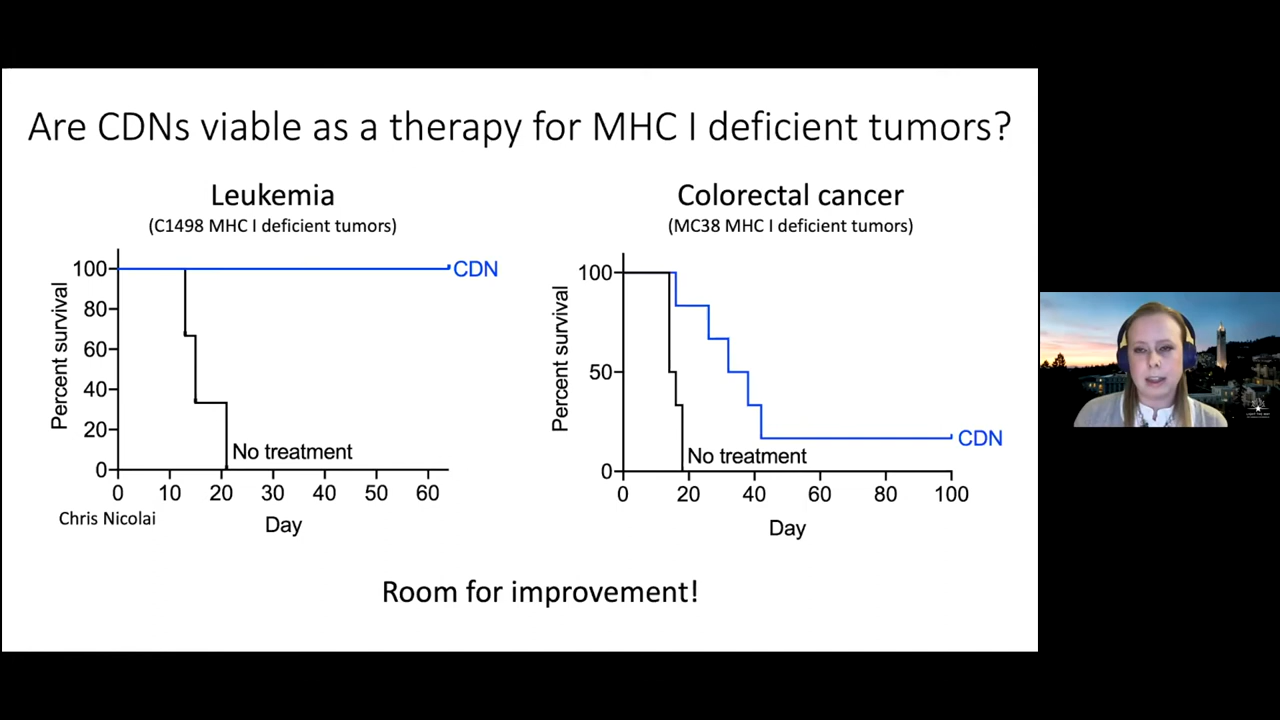 Are CDNs viable as a therapy for MHC I deficient tumors?
Leukemia
(C1498 MHC I deficient tumors)
Percent survival
100
80
60
40
20
0
CDN
No treatment
0 10 20 30 40 50 60
Day
Chris Nicolai
Colorectal cancer
(MC38 MHC I deficient tumors)
Percent survival
100
50
0
CDN
No treatment
0 20 40 60 80 100
Day
Room for improvement!